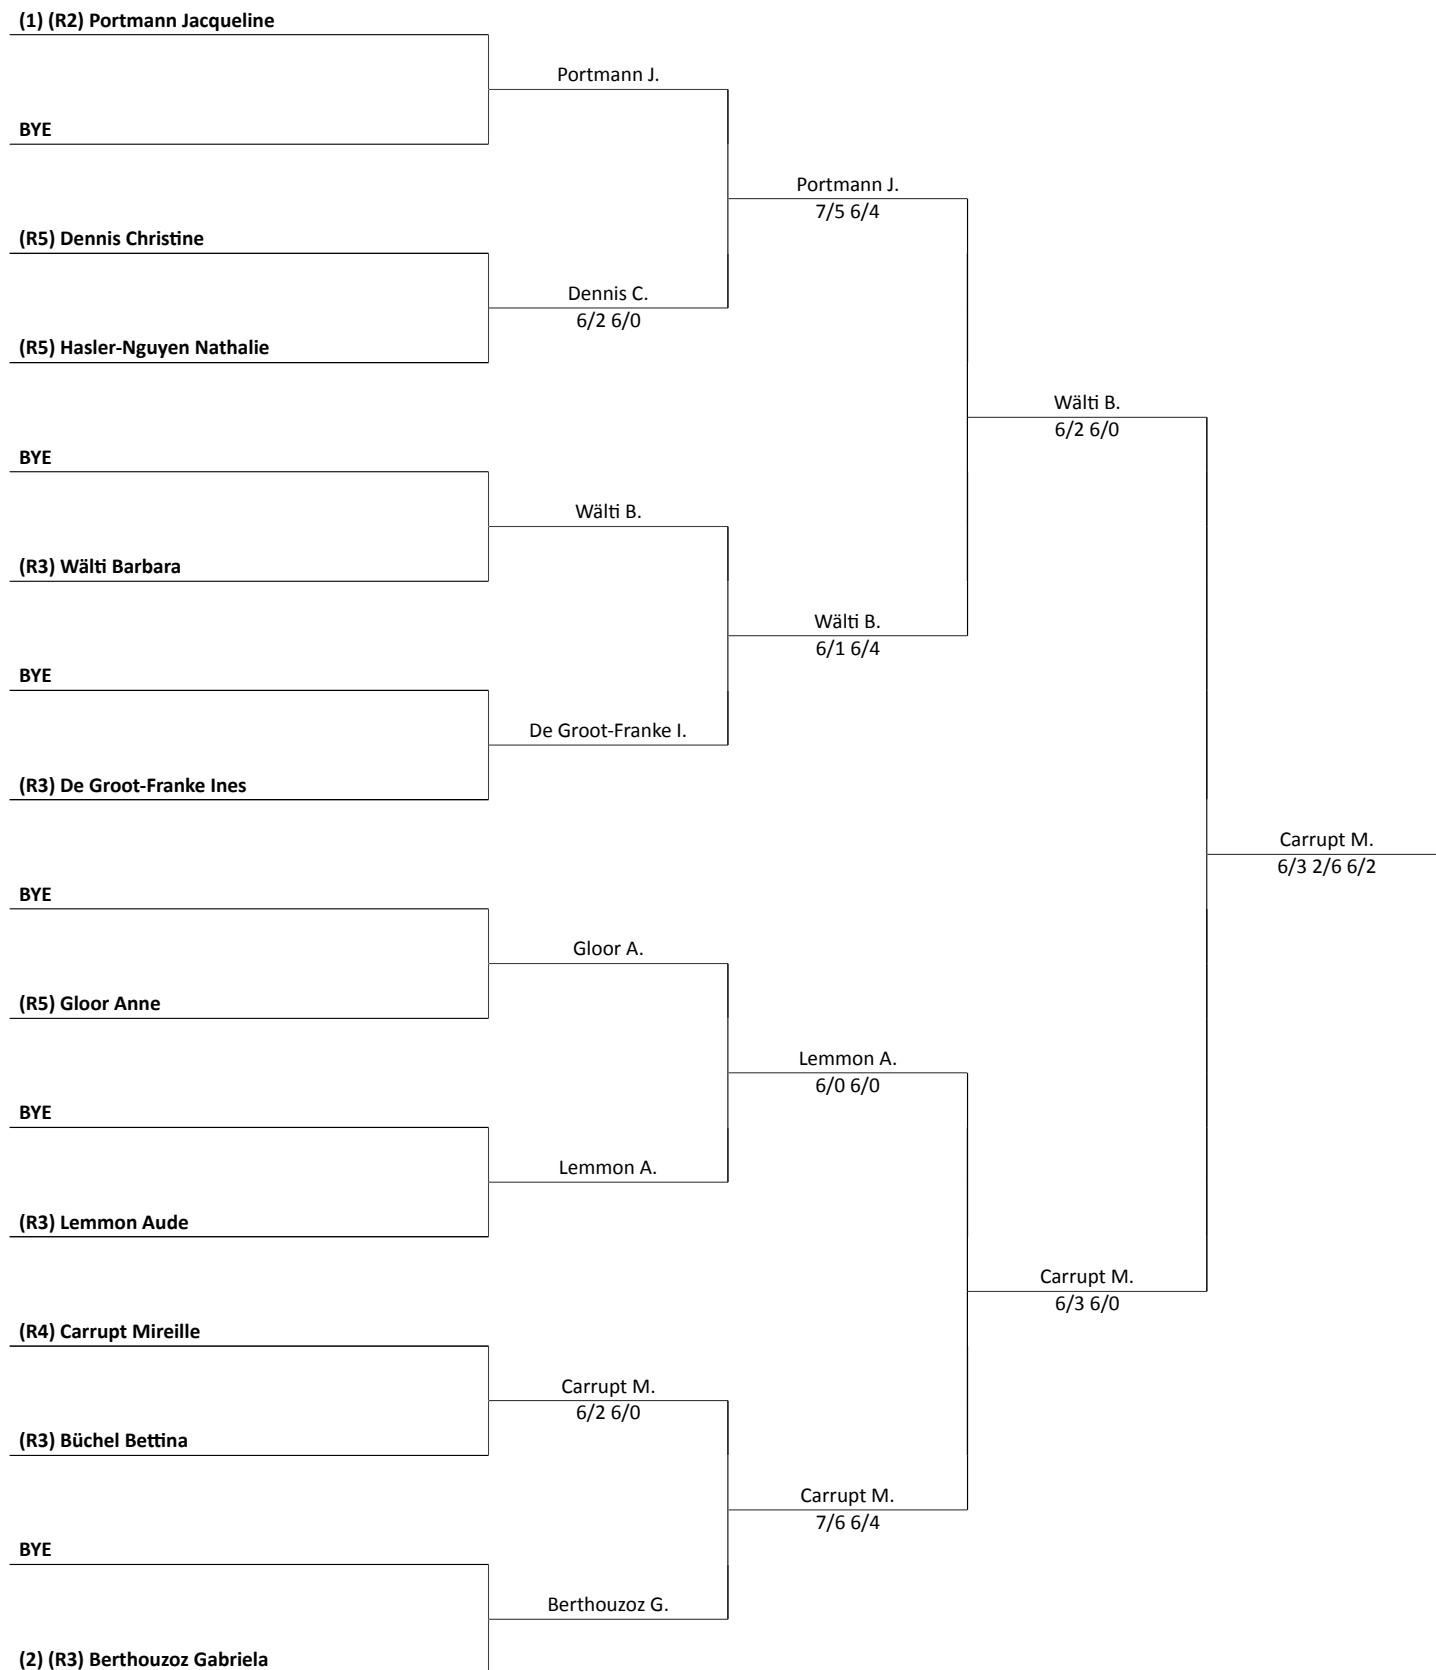 (1) (R2) Portmann Jacqueline
Portmann J.
BYE
Portmann J.
7/5 6/4
(R5) Dennis Christine
Dennis C.
6/2 6/0
(R5) Hasler-Nguyen Nathalie
Wälti B.
6/2 6/0
BYE
Wälti B.
(R3) Wälti Barbara
Wälti B.
6/1 6/4
BYE
De Groot-Franke I.
(R3) De Groot-Franke Ines
Carrupt M.
6/3 2/6 6/2
BYE
Gloor A.
(R5) Gloor Anne
Lemmon A.
6/0 6/0
BYE
Lemmon A.
(R3) Lemmon Aude
Carrupt M.
6/3 6/0
(R4) Carrupt Mireille
Carrupt M.
6/2 6/0
(R3) Büchel Bettina
Carrupt M.
7/6 6/4
BYE
Berthouzoz G.
(2) (R3) Berthouzoz Gabriela